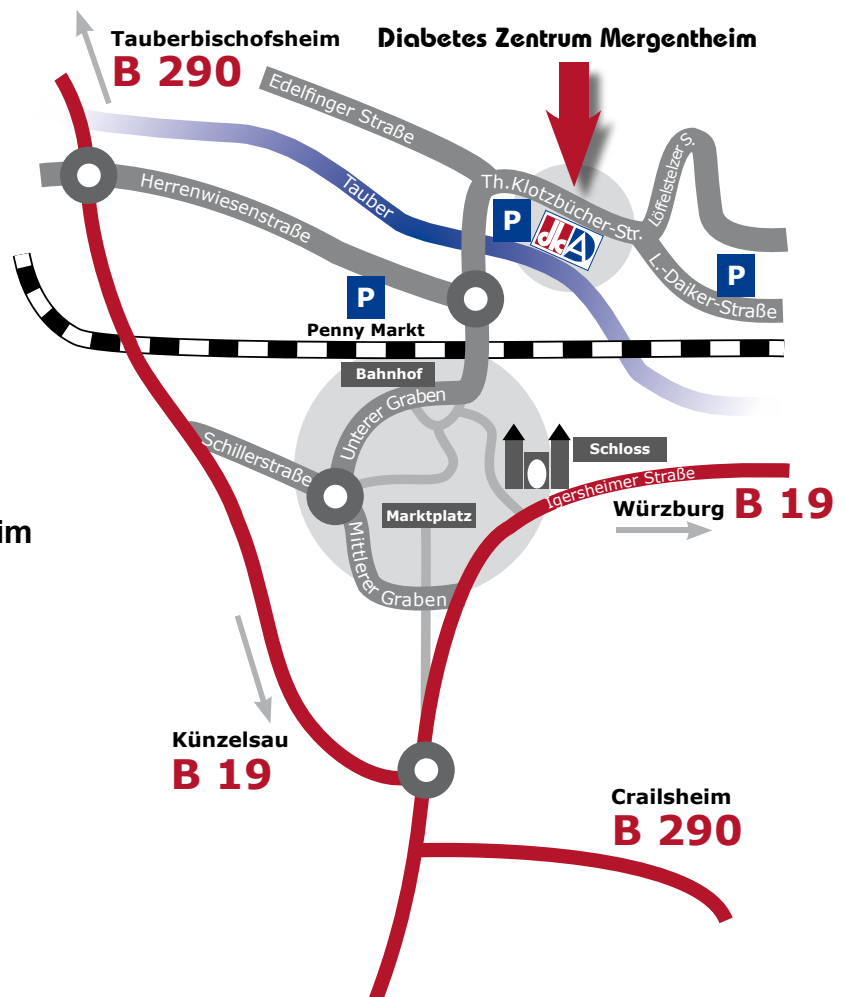 Tauberbischofsheim
B 290
Diabetes Zentrum Mergentheim
Edelfinger Straße
Löffelstelzer S.
Th.Klotzbücher-Str.
Herrenwiesenstraße
Tauber
P
L.-Daiker-Straße
P
P
Penny Markt
Bahnhof
Unterer Graben
Schillerstraße
Schloss
Igersheimer Straße
Marktplatz
Würzburg B 19
im
Mittlerer Graben
Künzelsau
B 19
Crailsheim
B 290